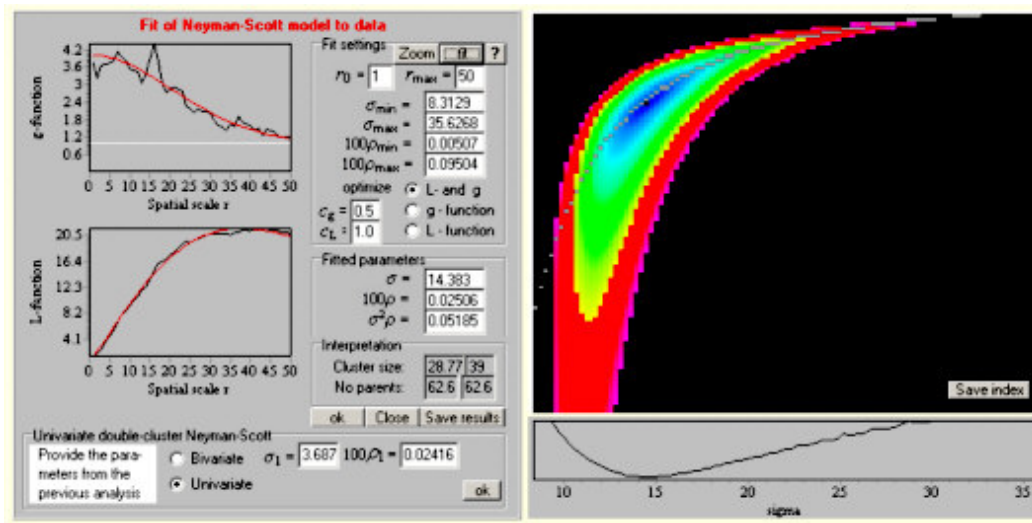 Fit of Neyman-Scott model to data
g-function
4.2
3.6
3
2.4
1.8
1.2
0.6
0 5 10 15 20 25 30 35 40 45 50
Spatial scale r
L-function
20.5
16.4
12.3
8.2
4.1
0 5 10 15 20 25 30 35 40 45 50
Spatial scale r
Fit settings
Zoom fit ?
r0 = 1 rmax = 50
σmin = 8.3129
σmax = 35.6268
100ρmin = 0.00507
100ρmax = 0.09504
optimize L- and g
cg = 0.5 g - function
cL = 1.0 L - function
Fitted parameters
σ = 14.383
100ρ = 0.02506
σ²ρ = 0.05185
Interpretation
Cluster size: 28.77 39
No parents: 62.6 62.6
ok Close Save results
Univariate double-cluster Neyman-Scott
Provide the para-
meters from the
previous analysis
Bivariate σ1 = 3.687 100ρ1 = 0.02416
Univariate
ok
Save index
10 15 20 25 30 35
sigma